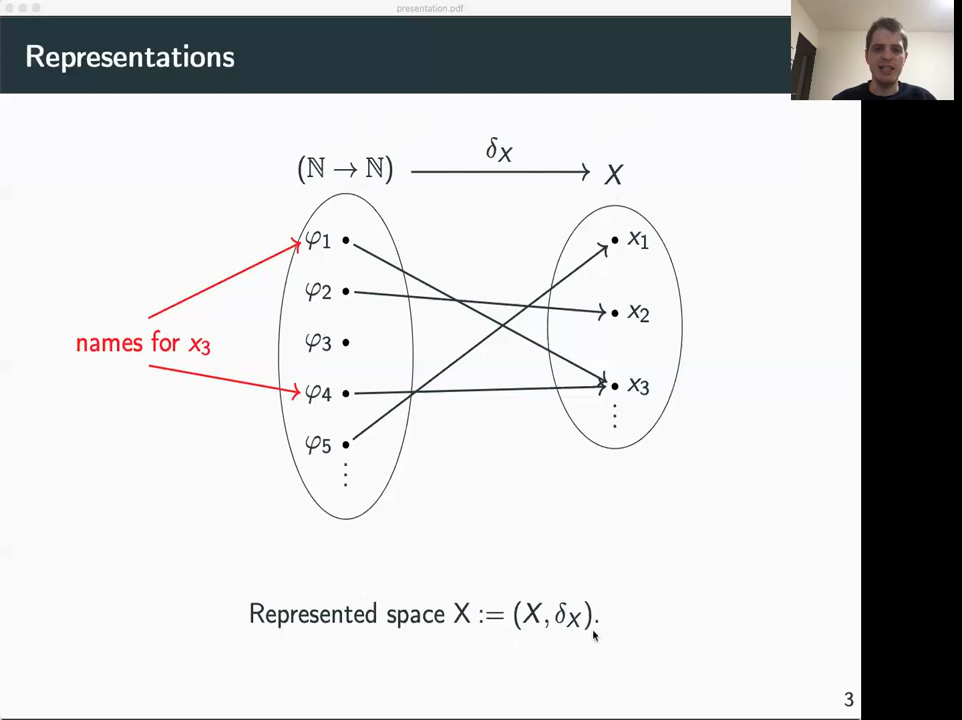 presentation.pdf
Representations
(ℕ → ℕ) δ_X X
φ₁ x₁
φ₂ x₂
names for x₃ φ₃
φ₄ x₃
φ₅ ⋮
⋮
Represented space X := (X, δ_X).
3